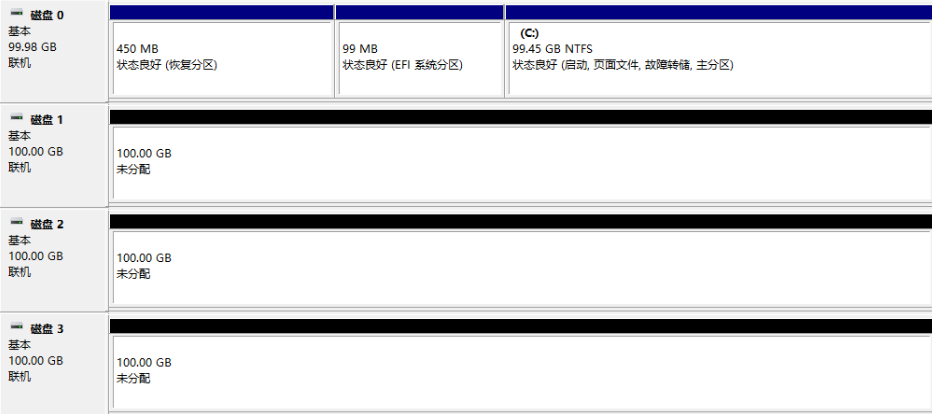 磁盘 0
基本
99.98 GB
联机
450 MB
状态良好 (恢复分区)
99 MB
状态良好 (EFI 系统分区)
(C:)
99.45 GB NTFS
状态良好 (启动, 页面文件, 故障转储, 主分区)
磁盘 1
基本
100.00 GB
联机
100.00 GB
未分配
磁盘 2
基本
100.00 GB
联机
100.00 GB
未分配
磁盘 3
基本
100.00 GB
联机
100.00 GB
未分配